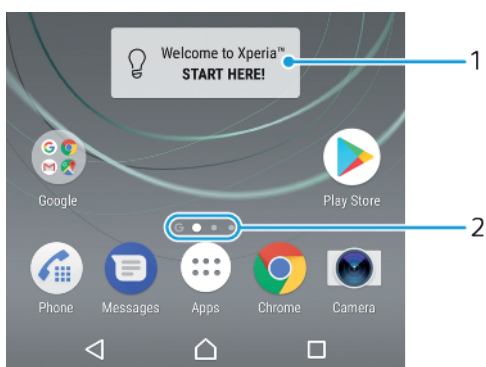 Welcome to Xperia™
START HERE!
1
Google
Play Store
G
2
Phone
Messages
Apps
Chrome
Camera